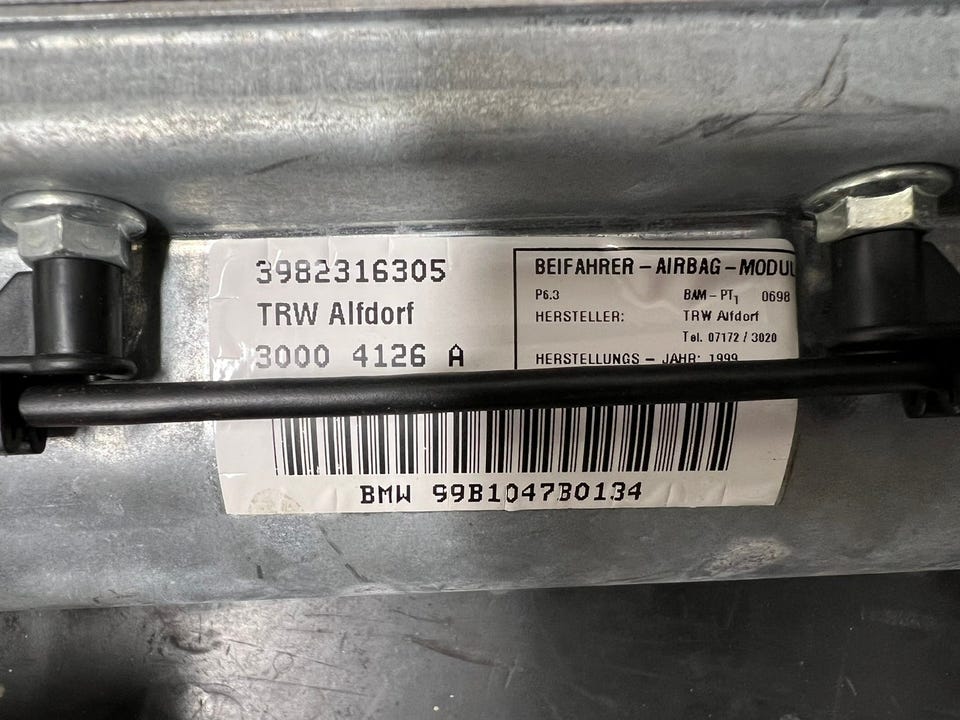 3982316305
TRW Alfdorf
3000 4126 A
BEIFAHRER – AIRBAG – MODUL
P6.3 BAM – PT1 0698
HERSTELLER: TRW Alfdorf
Tel. 07172 / 3020
HERSTELLUNGS – JAHR: 1999
BMW 99B1047B0134